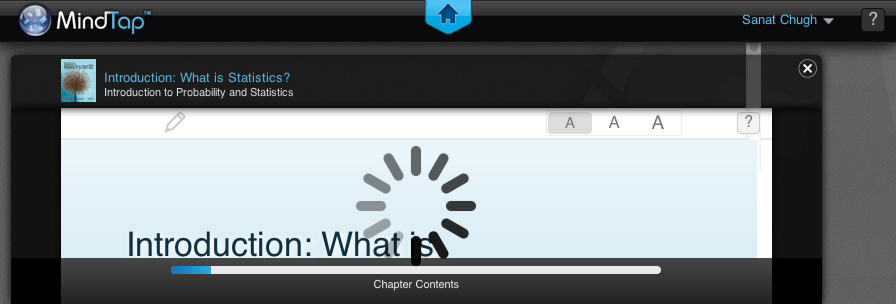 MindTap™
Sanat Chugh
?
Introduction: What is Statistics?
Introduction to Probability and Statistics
A A A ?
Introduction: What is
Chapter Contents